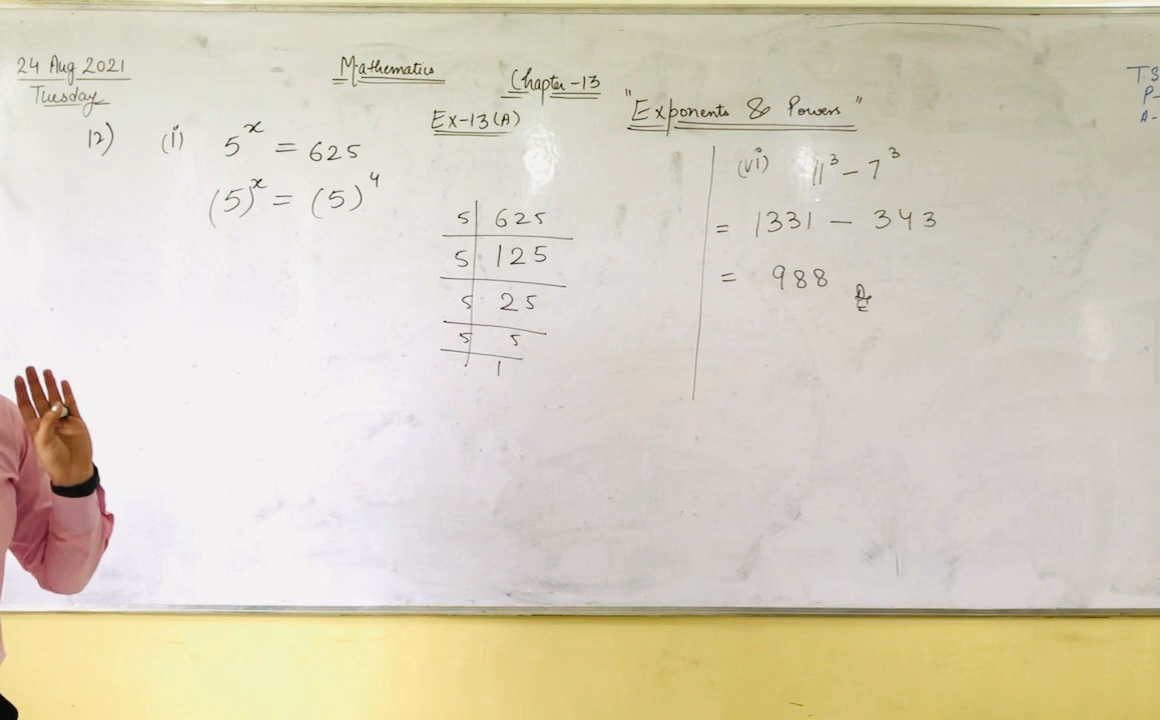 24 Aug 2021
Tuesday
Mathematics
Chapter-13
"Exponents & Powers"
Ex-13(A)
12) (i) 5^x = 625
(5)^x = (5)^4
5 | 625
5 | 125
5 | 25
5 | 5
1
(vi) 11^3 - 7^3
= 1331 - 343
= 988
T.S
P-
A-